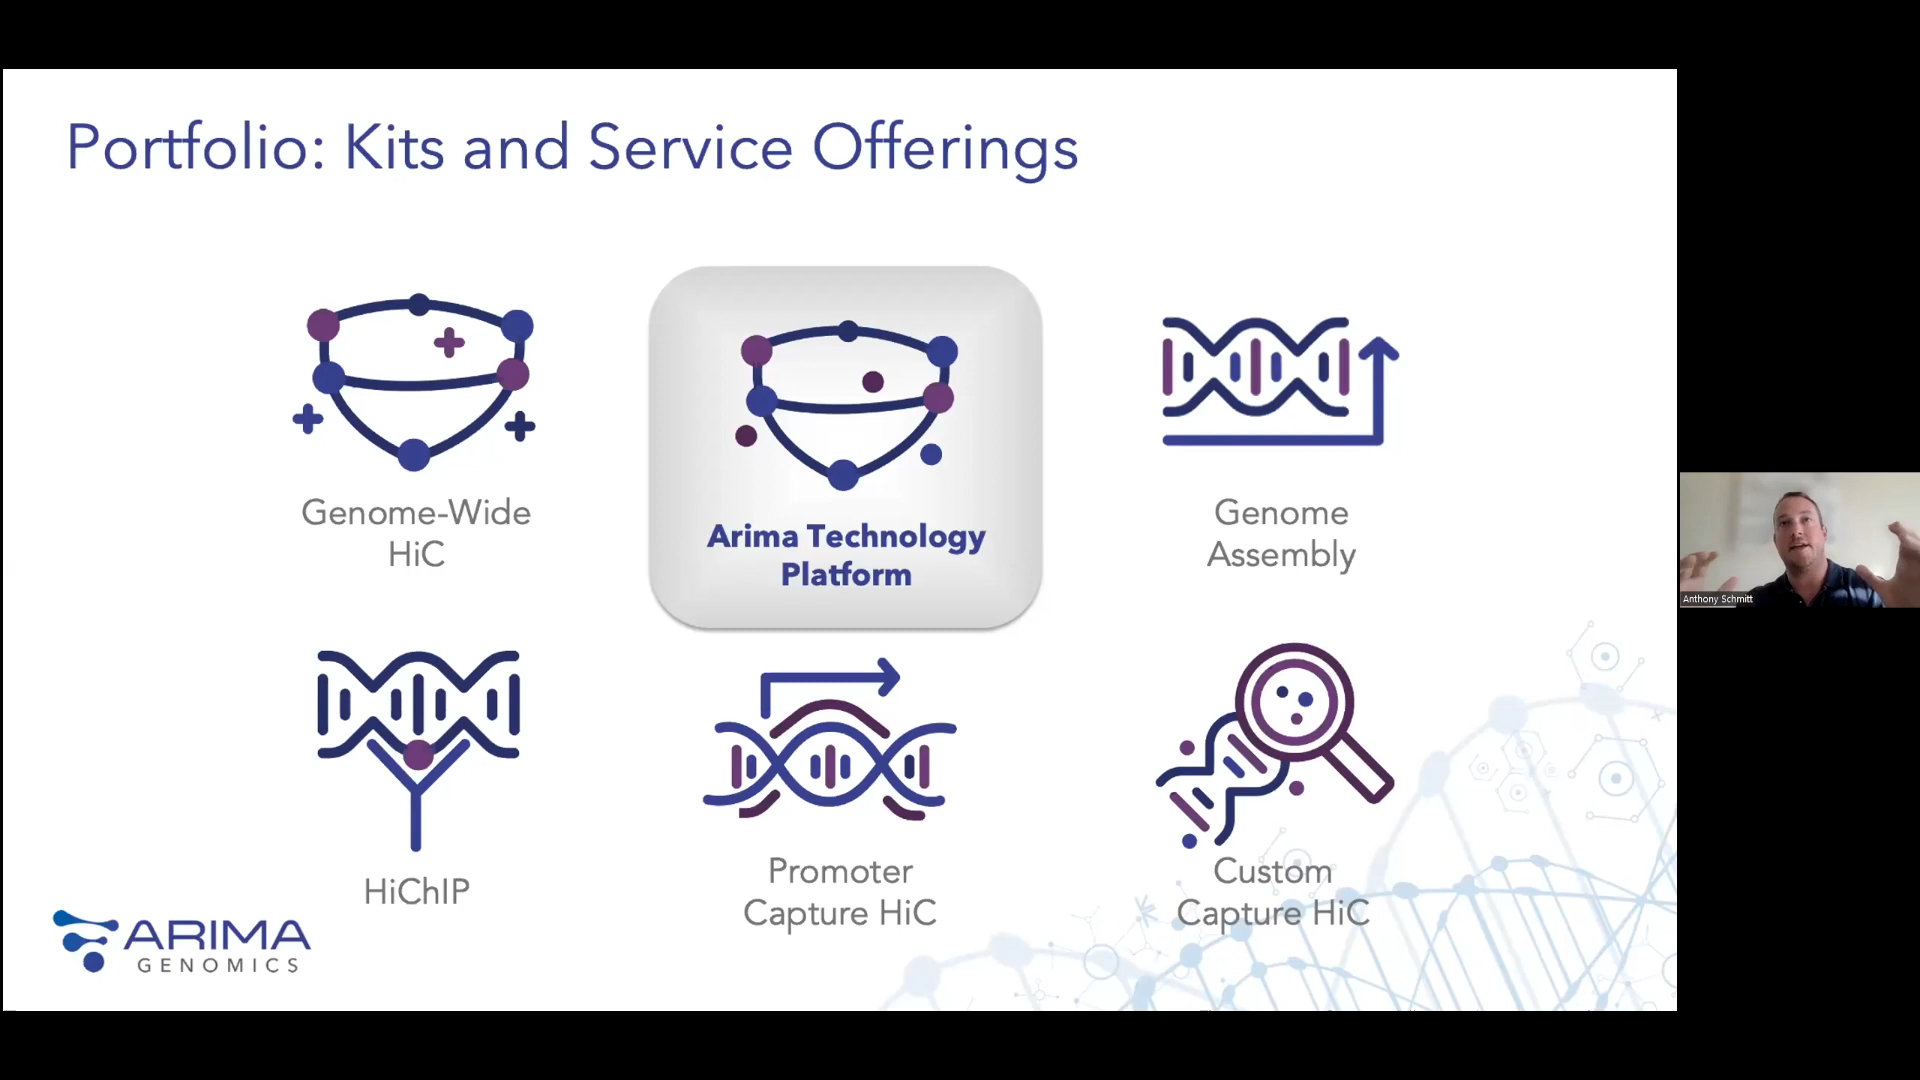 Portfolio: Kits and Service Offerings
Genome-Wide
HiC
Arima Technology
Platform
Genome
Assembly
HiChIP
Promoter
Capture HiC
Custom
Capture HiC
ARIMA
GENOMICS
Anthony Schmitt